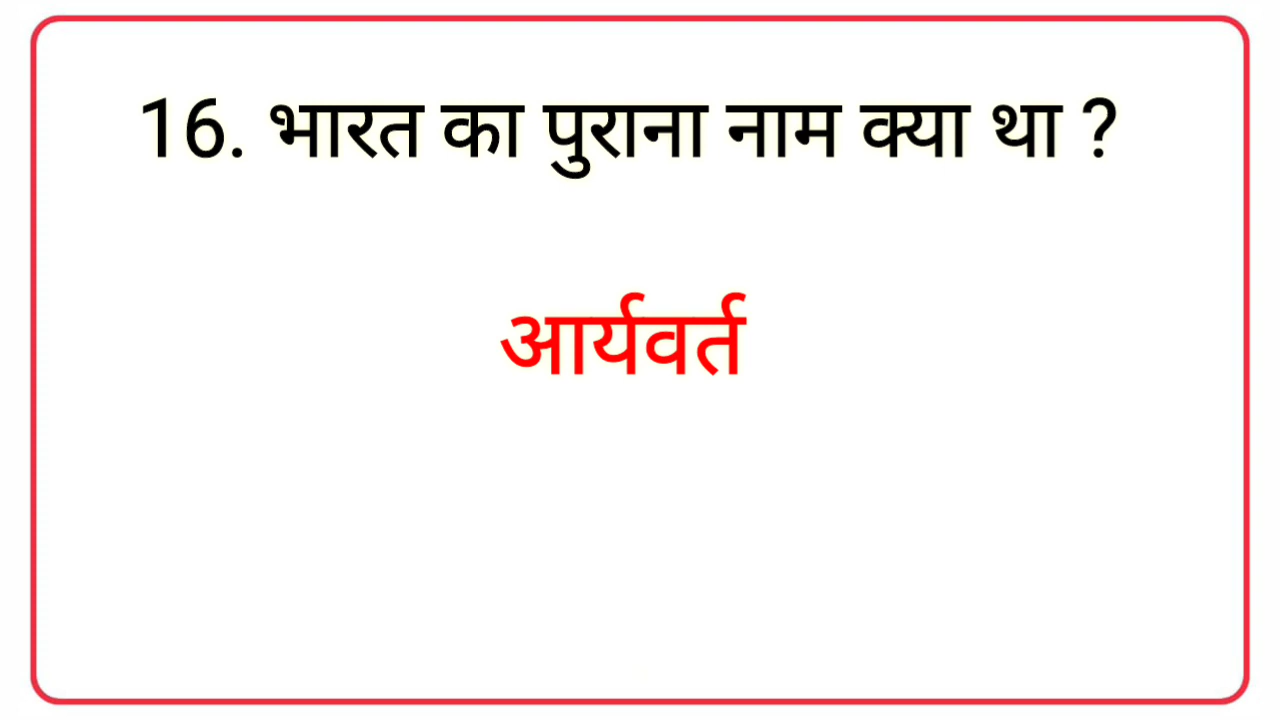 16. भारत का पुराना नाम क्या था ?
आर्यवर्त